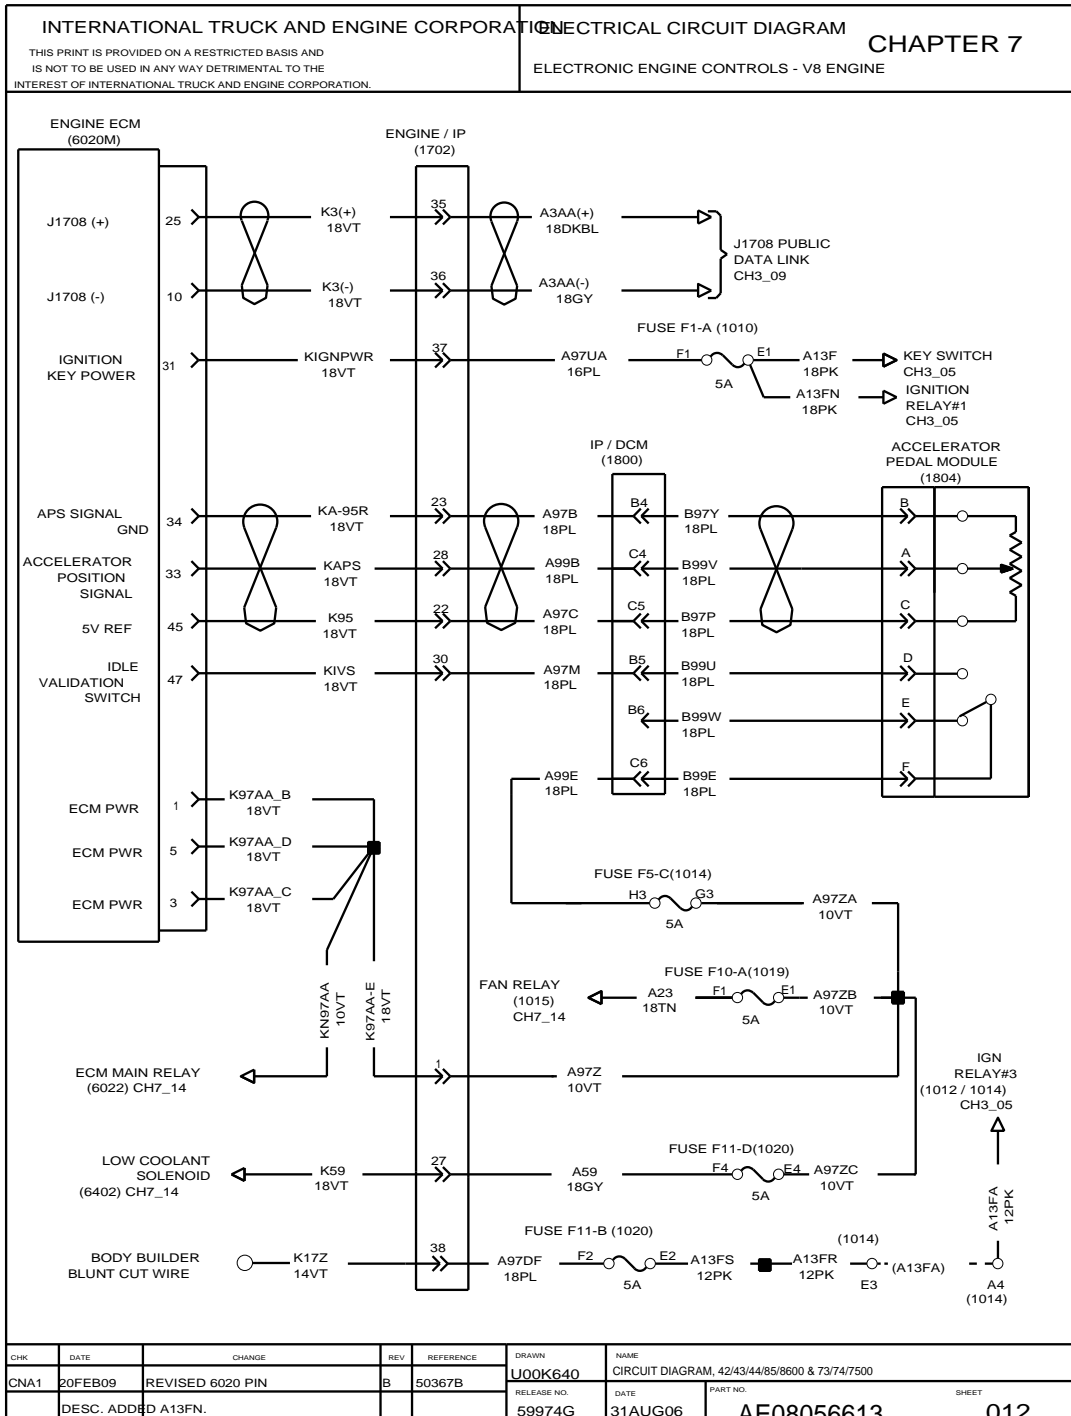 INTERNATIONAL TRUCK AND ENGINE CORPORATION
THIS PRINT IS PROVIDED ON A RESTRICTED BASIS AND
IS NOT TO BE USED IN ANY WAY DETRIMENTAL TO THE
INTEREST OF INTERNATIONAL TRUCK AND ENGINE CORPORATION.
ELECTRICAL CIRCUIT DIAGRAM
CHAPTER 7
ELECTRONIC ENGINE CONTROLS - V8 ENGINE
ENGINE ECM
(6020M)
ENGINE / IP
(1702)
J1708 (+)
25
K3(+)
18VT
35
A3AA(+)
18DKBL
J1708 PUBLIC
DATA LINK
CH3_09
J1708 (-)
10
K3(-)
18VT
36
A3AA(-)
18GY
FUSE F1-A (1010)
IGNITION
KEY POWER
31
KIGNPWR
18VT
37
A97UA
16PL
F1
5A
E1
A13F
18PK
KEY SWITCH
CH3_05
A13FN
18PK
IGNITION
RELAY#1
CH3_05
IP / DCM
(1800)
ACCELERATOR
PEDAL MODULE
(1804)
APS SIGNAL
GND
34
KA-95R
18VT
23
A97B
18PL
B4
B97Y
18PL
B
ACCELERATOR
POSITION
SIGNAL
33
KAPS
18VT
28
A99B
18PL
C4
B99V
18PL
A
5V REF
45
K95
18VT
22
A97C
18PL
C5
B97P
18PL
C
IDLE
VALIDATION
SWITCH
47
KIVS
18VT
30
A97M
18PL
B5
B99U
18PL
D
B6
B99W
18PL
E
A99E
18PL
C6
B99E
18PL
F
ECM PWR
1
K97AA_B
18VT
ECM PWR
5
K97AA_D
18VT
ECM PWR
3
K97AA_C
18VT
FUSE F5-C(1014)
H3
G3
5A
A97ZA
10VT
KN97AA
10VT
K97AA-E
18VT
FAN RELAY
(1015)
CH7_14
A23
18TN
FUSE F10-A(1019)
F1
E1
5A
A97ZB
10VT
ECM MAIN RELAY
(6022) CH7_14
1
A97Z
10VT
IGN
RELAY#3
(1012 / 1014)
CH3_05
LOW COOLANT
SOLENOID
(6402) CH7_14
K59
18VT
27
A59
18GY
FUSE F11-D(1020)
F4
E4
5A
A97ZC
10VT
A13FA
12PK
BODY BUILDER
BLUNT CUT WIRE
K17Z
14VT
38
A97DF
18PL
FUSE F11-B (1020)
F2
E2
5A
A13FS
12PK
A13FR
12PK
(1014)
E3
(A13FA)
A4
(1014)
CHK DATE CHANGE REV REFERENCE
CNA1 20FEB09 REVISED 6020 PIN B 50367B
DESC. ADDED A13FN.
DRAWN
U00K640
NAME
CIRCUIT DIAGRAM, 42/43/44/85/8600 & 73/74/7500
RELEASE NO.
59974G
DATE
31AUG06
PART NO.
AE08056613
SHEET
012